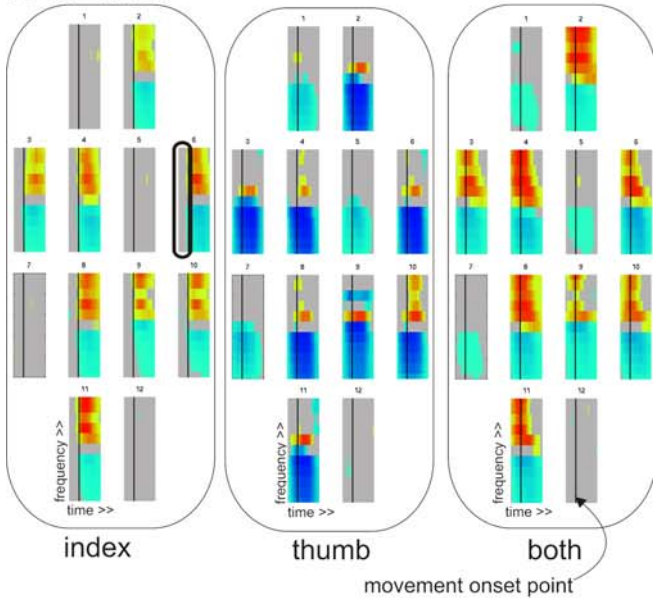 1 2
3 4 5 6
7 8 9 10
11 12
frequency >>
time >>
index
1 2
3 4 5 6
7 8 9 10
11 12
frequency >>
time >>
thumb
1 2
3 4 5 6
7 8 9 10
11 12
frequency >>
time >>
both
movement onset point